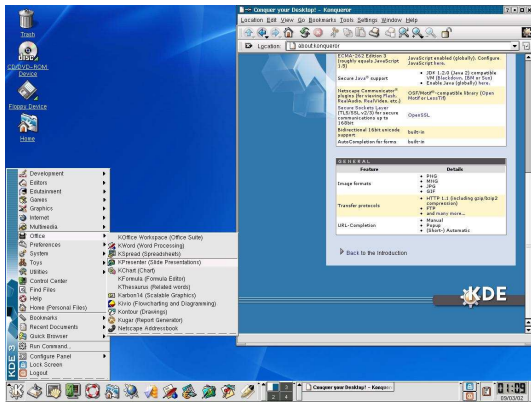 Conquer your Desktop! - Konqueror
Location Edit View Go Bookmarks Tools Settings Window Help
Location: about:konqueror
Trash
CD/DVD-ROM
Device
Floppy Device
Home
ECMA-262 Edition 3
(roughly equals JavaScript
1.5)
JavaScript enabled (globally). Configure
JavaScript here.
Secure Java® support
JDK 1.2.0 (Java 2) compatible
VM (Blackdown, IBM or Sun)
Enable Java (globally) here.
Netscape Communicator®
plugins (for viewing Flash,
RealAudio, RealVideo, etc.)
OSF/Motif®-compatible library (Open
Motif or LessTif)
Secure Sockets Layer
(TLS/SSL v2/3) for secure
communications up to
168bit
OpenSSL
Bidirectional 16bit unicode
support
built-in
AutoCompletion for forms
built-in
GENERAL
Feature Details
Image formats
PNG
MNG
JPG
GIF
Transfer protocols
HTTP 1.1 (including gzip/bzip2
compression)
FTP
and many more...
URL-Completion
Manual
Popup
(Short-) Automatic
Back to the Introduction
KDE
KDE 3
Development
Editors
Edutainment
Games
Graphics
Internet
Multimedia
Office
Preferences
System
Toys
Utilities
Control Center
Find Files
Help
Home (Personal Files)
Bookmarks
Recent Documents
Quick Browser
Run Command...
Configure Panel
Lock Screen
Logout
KOffice Workspace (Office Suite)
KWord (Word Processing)
KSpread (Spreadsheets)
KPresenter (Slide Presentations)
KChart (Chart)
KFormula (Formula Editor)
KThesaurus (Related words)
Karbon14 (Scalable Graphics)
Kivio (Flowcharting and Diagramming)
Kontour (Drawings)
Kugar (Report Generator)
Netscape Addressbook
3
2 4
Conquer your Desktop! - Konquer
01:09
09/03/02